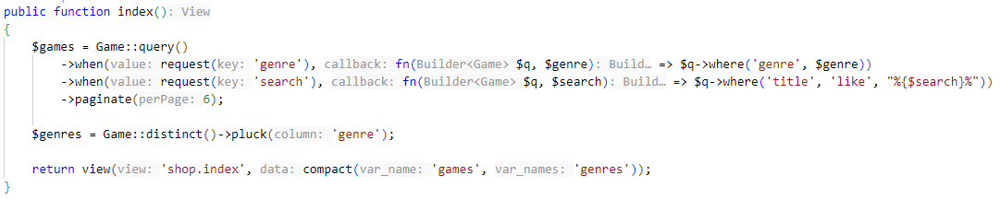 public function index(): View
{
    $games = Game::query()
        ->when(value: request(key: 'genre'), callback: fn(Builder<Game> $q, $genre): Build… => $q->where('genre', $genre))
        ->when(value: request(key: 'search'), callback: fn(Builder<Game> $q, $search): Build… => $q->where('title', 'like', "%{$search}%"))
        ->paginate(perPage: 6);

    $genres = Game::distinct()->pluck(column: 'genre');

    return view(view: 'shop.index', data: compact(var_name: 'games', var_names: 'genres'));
}